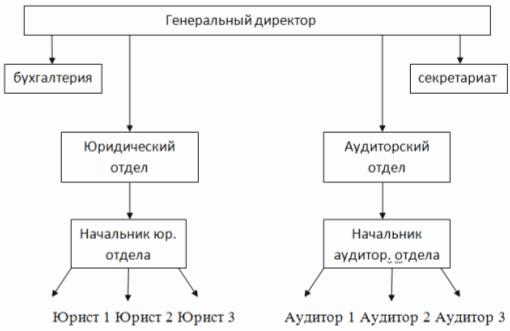 Генеральный директор
бухгалтерия
секретариат
Юридический
отдел
Аудиторский
отдел
Начальник юр.
отдела
Начальник
аудитор. отдела
Юрист 1 Юрист 2 Юрист 3
Аудитор 1 Аудитор 2 Аудитор 3